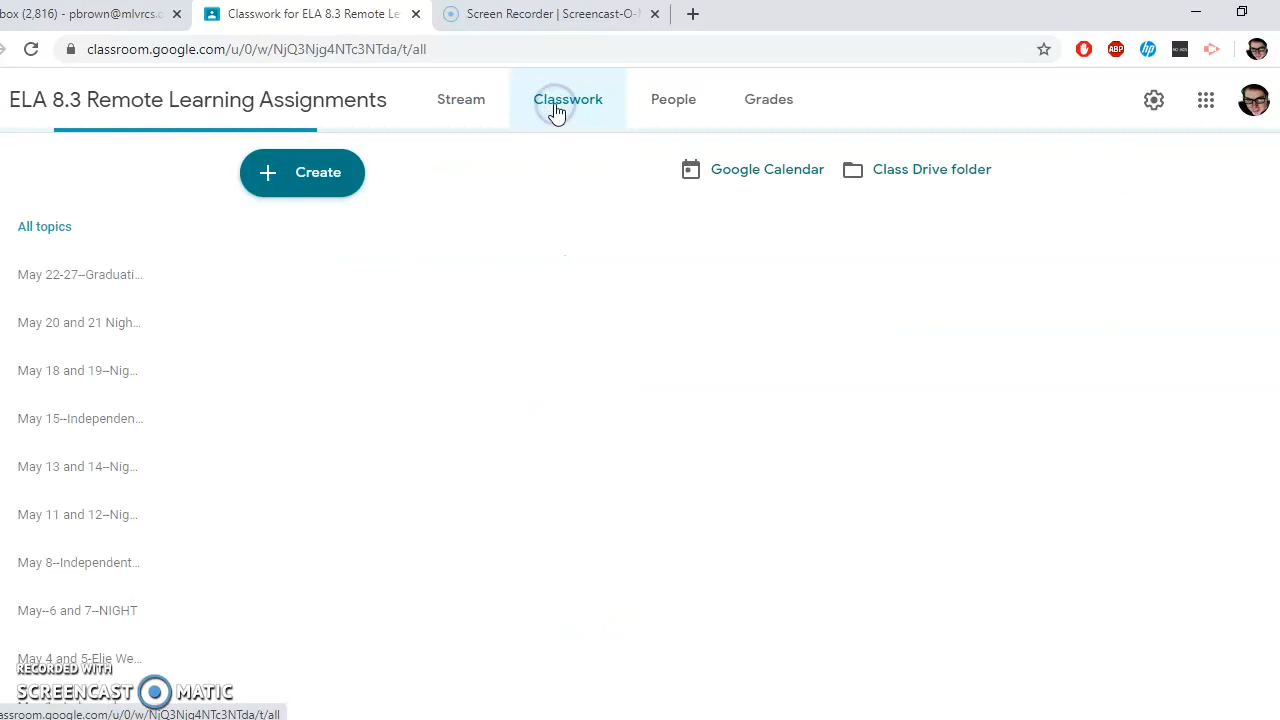 box (2,816) - pbrown@mlvrcs.c
Classwork for ELA 8.3 Remote Le
Screen Recorder | Screencast-O-
classroom.google.com/u/0/w/NjQ3Njg4NTc3NTda/t/all
ABP
hp
ELA 8.3 Remote Learning Assignments
Stream
Classwork
People
Grades
Create
Google Calendar
Class Drive folder
All topics
May 22-27--Graduati...
May 20 and 21 Nigh...
May 18 and 19--Nig...
May 15--Independen...
May 13 and 14--Nig...
May 11 and 12--Nig...
May 8--Independent...
May--6 and 7--NIGHT
May 4 and 5-Elie We...
RECORDED WITH
SCREENCAST MATIC
assroom.google.com/u/0/w/NjQ3Njg4NTc3NTda/t/all